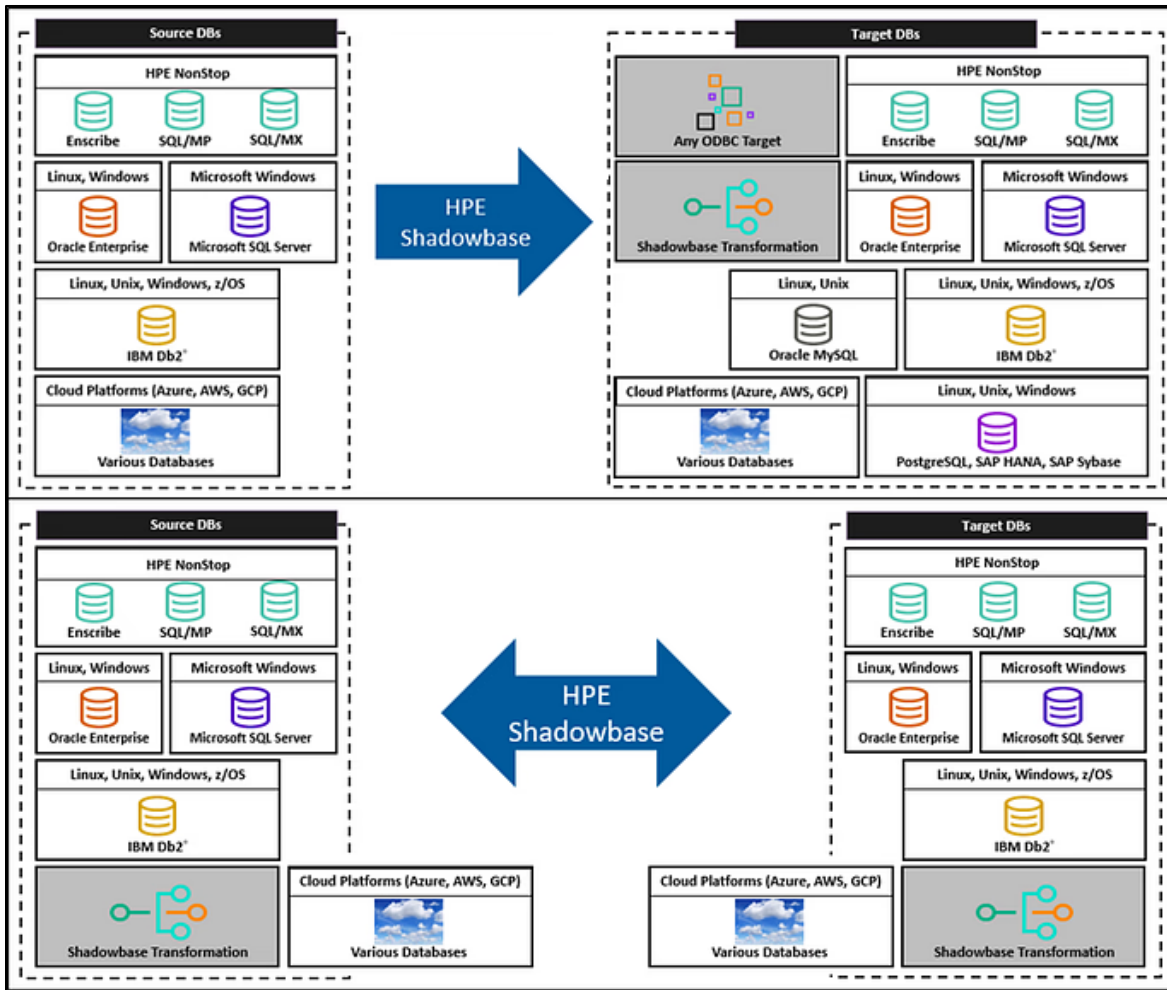 Source DBs
HPE NonStop
Enscribe SQL/MP SQL/MX
Linux, Windows
Oracle Enterprise
Microsoft Windows
Microsoft SQL Server
Linux, Unix, Windows, z/OS
IBM Db2®
Cloud Platforms (Azure, AWS, GCP)
Various Databases
HPE
Shadowbase
Target DBs
Any ODBC Target
HPE NonStop
Enscribe SQL/MP SQL/MX
Shadowbase Transformation
Linux, Windows
Oracle Enterprise
Microsoft Windows
Microsoft SQL Server
Linux, Unix
Oracle MySQL
Linux, Unix, Windows, z/OS
IBM Db2®
Cloud Platforms (Azure, AWS, GCP)
Various Databases
Linux, Unix, Windows
PostgreSQL, SAP HANA, SAP Sybase
Source DBs
HPE NonStop
Enscribe SQL/MP SQL/MX
Linux, Windows
Oracle Enterprise
Microsoft Windows
Microsoft SQL Server
Linux, Unix, Windows, z/OS
IBM Db2®
Shadowbase Transformation
Cloud Platforms (Azure, AWS, GCP)
Various Databases
HPE
Shadowbase
Target DBs
HPE NonStop
Enscribe SQL/MP SQL/MX
Linux, Windows
Oracle Enterprise
Microsoft Windows
Microsoft SQL Server
Linux, Unix, Windows, z/OS
IBM Db2®
Cloud Platforms (Azure, AWS, GCP)
Various Databases
Shadowbase Transformation